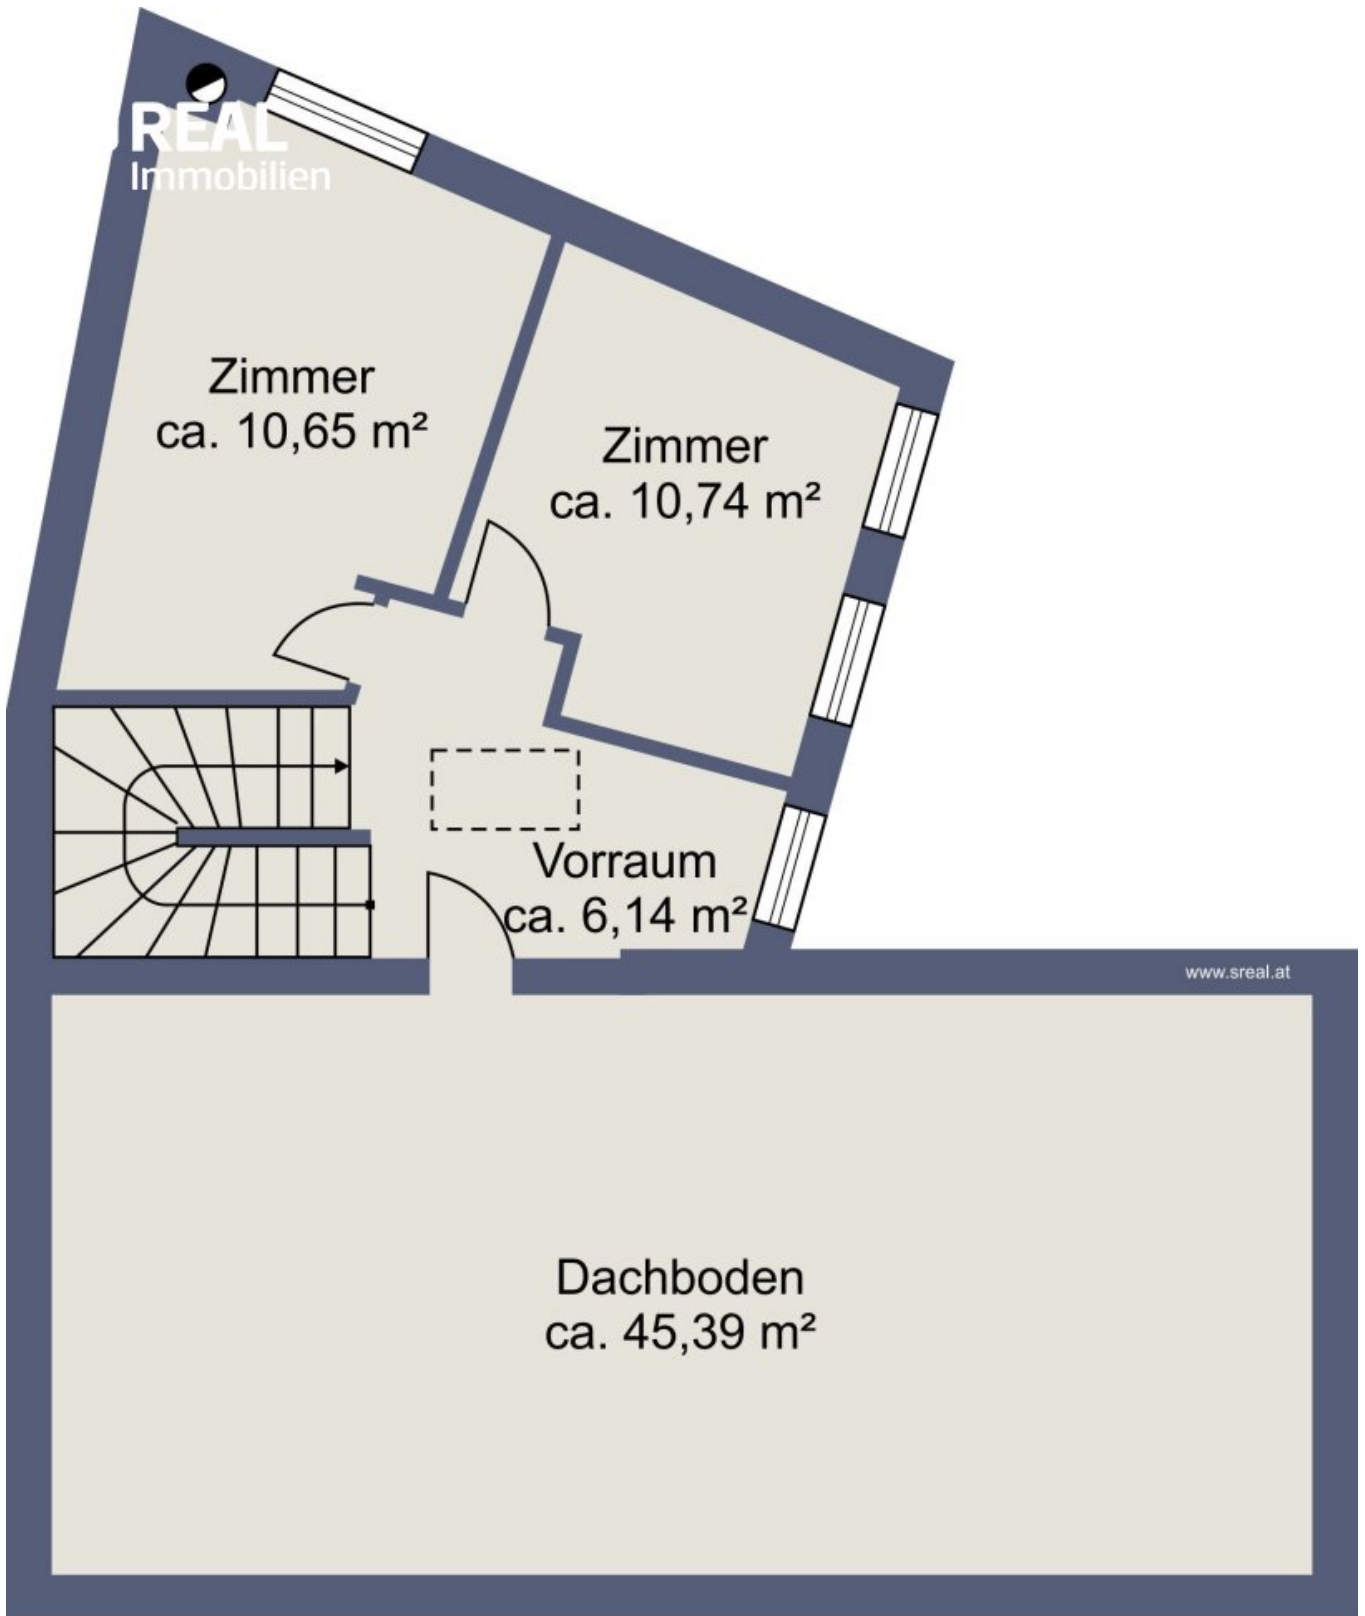 REAL
Immobilien
Zimmer
ca. 10,65 m²
Zimmer
ca. 10,74 m²
Vorraum
ca. 6,14 m²
www.sreal.at
Dachboden
ca. 45,39 m²